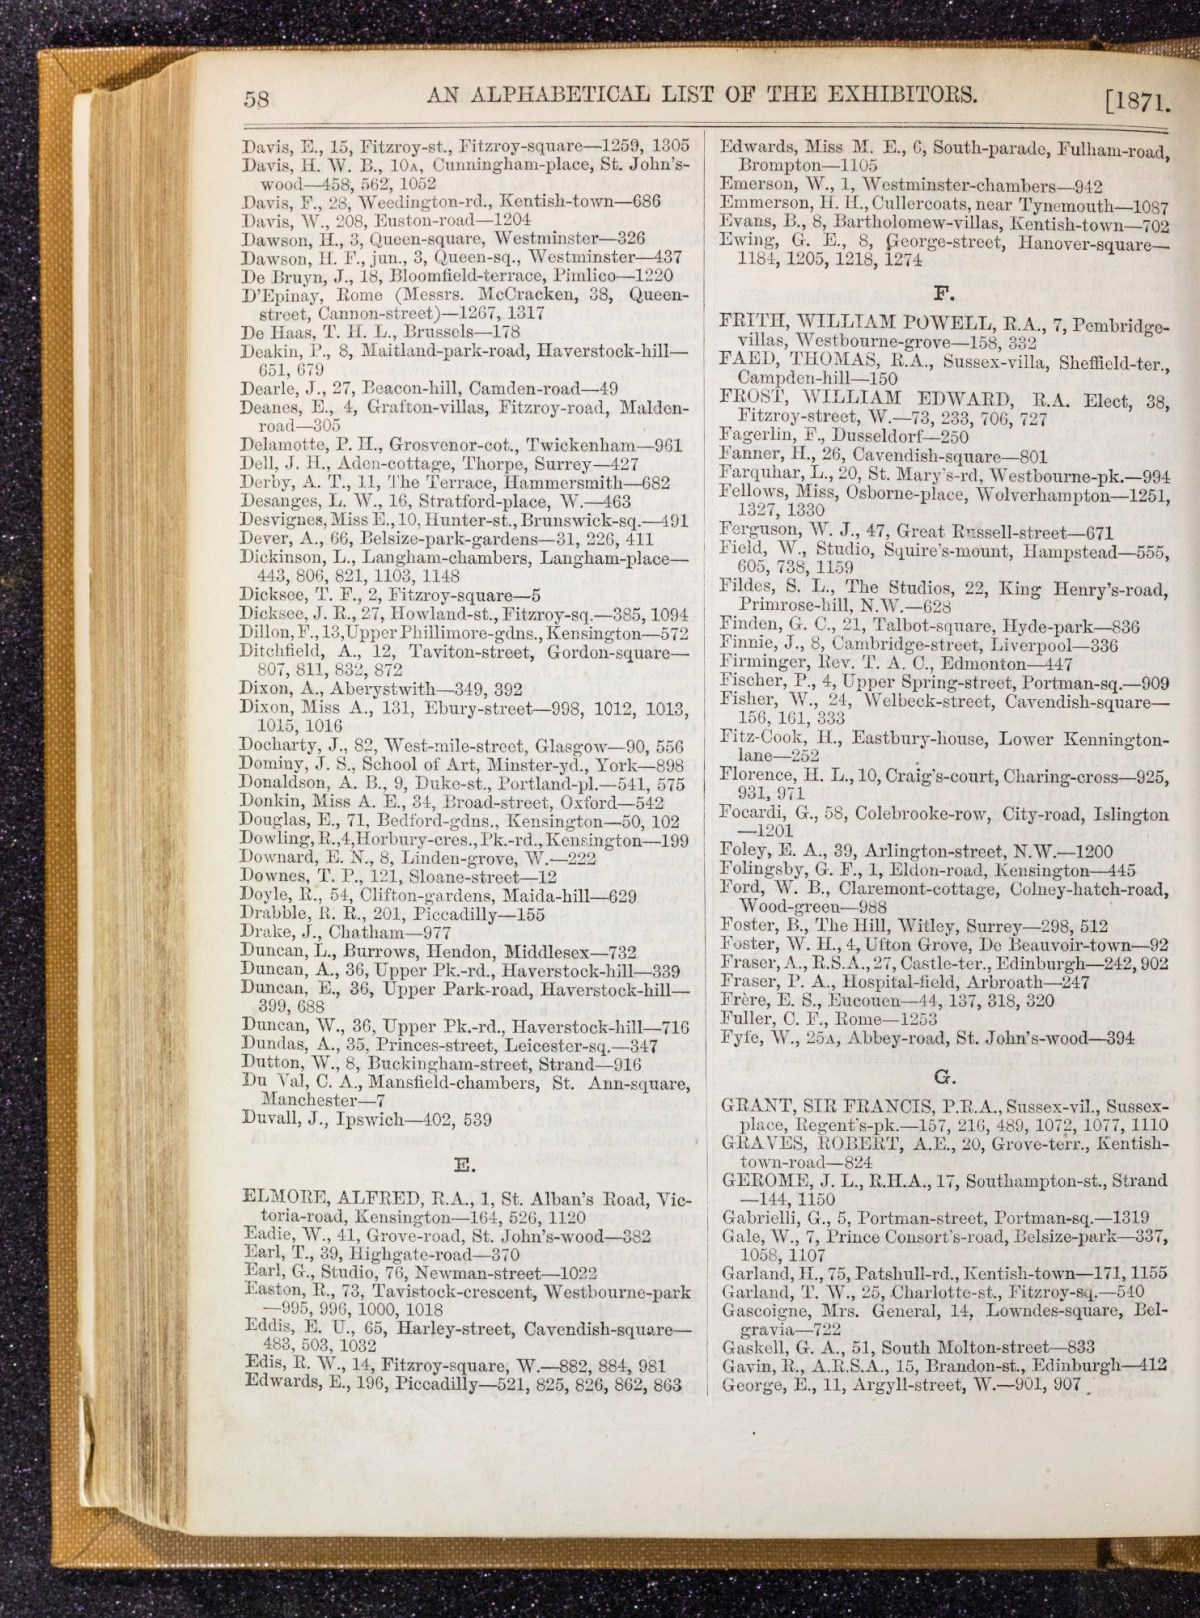 58
AN ALPHABETICAL LIST OF THE EXHIBITORS.
[1871.
Davis, E., 15, Fitzroy-st., Fitzroy-square—1259, 1305
Davis, H. W. B., 10A, Cunningham-place, St. John's-
wood—458, 562, 1052
Davis, F., 28, Weedington-rd., Kentish-town—686
Davis, W., 208, Euston-road—1204
Dawson, H., 3, Queen-square, Westminster—326
Dawson, H. F., jun., 3, Queen-sq., Westminster—437
De Bruyn, J., 18, Bloomfield-terrace, Pimlico—1220
D'Epinay, Rome (Messrs. McCracken, 38, Queen-
street, Cannon-street)—1267, 1317
De Haas, T. H. L., Brussels—178
Deakin, P., 8, Maitland-park-road, Haverstock-hill—
651, 679
Dearle, J., 27, Beacon-hill, Camden-road—49
Deanes, E., 4, Grafton-villas, Fitzroy-road, Malden-
road—305
Delamotte, P. H., Grosvenor-cot., Twickenham—961
Dell, J. H., Aden-cottage, Thorpe, Surrey—427
Derby, A. T., 11, The Terrace, Hammersmith—682
Desanges, L. W., 16, Stratford-place, W.—463
Desvignes, Miss E., 10, Hunter-st., Brunswick-sq.—491
Dever, A., 66, Belsize-park-gardens—31, 226, 411
Dickinson, L., Langham-chambers, Langham-place—
443, 806, 821, 1103, 1148
Dicksee, T. F., 2, Fitzroy-square—5
Dicksee, J. R., 27, Howland-st., Fitzroy-sq.—385, 1094
Dillon, F., 13, Upper Phillimore-gdns., Kensington—572
Ditchfield, A., 12, Taviton-street, Gordon-square—
807, 811, 832, 872
Dixon, A., Aberystwith—349, 392
Dixon, Miss A., 131, Ebury-street—998, 1012, 1013,
1015, 1016
Docharty, J., 82, West-mile-street, Glasgow—90, 556
Dominy, J. S., School of Art, Minster-yd., York—898
Donaldson, A. B., 9, Duke-st., Portland-pl.—541, 575
Donkin, Miss A. E., 34, Broad-street, Oxford—542
Douglas, E., 71, Bedford-gdns., Kensington—50, 102
Dowling, R., 4, Horbury-cres., Pk.-rd., Kensington—199
Downard, E. N., 8, Linden-grove, W.—222
Downes, T. P., 121, Sloane-street—12
Doyle, R., 54, Clifton-gardens, Maida-hill—629
Drabble, R. R., 201, Piccadilly—155
Drake, J., Chatham—977
Duncan, L., Burrows, Hendon, Middlesex—732
Duncan, A., 36, Upper Pk.-rd., Haverstock-hill—339
Duncan, E., 36, Upper Park-road, Haverstock-hill—
399, 688
Duncan, W., 36, Upper Pk.-rd., Haverstock-hill—716
Dundas, A., 35, Princes-street, Leicester-sq.—347
Dutton, W., 8, Buckingham-street, Strand—916
Du Val, C. A., Mansfield-chambers, St. Ann-square,
Manchester—7
Duvall, J., Ipswich—402, 539
E.
ELMORE, ALFRED, R.A., 1, St. Alban's Road, Vic-
toria-road, Kensington—164, 526, 1120
Eadie, W., 41, Grove-road, St. John's-wood—382
Earl, T., 39, Highgate-road—370
Earl, G., Studio, 76, Newman-street—1022
Easton, R., 73, Tavistock-crescent, Westbourne-park
—995, 996, 1000, 1018
Eddis, E. U., 65, Harley-street, Cavendish-square—
483, 503, 1032
Edis, R. W., 14, Fitzroy-square, W.—882, 884, 981
Edwards, E., 196, Piccadilly—521, 825, 826, 862, 863
Edwards, Miss M. E., 6, South-parade, Fulham-road,
Brompton—1105
Emerson, W., 1, Westminster-chambers—942
Emmerson, H. H., Cullercoats, near Tynemouth—1087
Evans, B., 8, Bartholomew-villas, Kentish-town—702
Ewing, G. E., 8, George-street, Hanover-square—
1184, 1205, 1218, 1274
F.
FRITH, WILLIAM POWELL, R.A., 7, Pembridge-
villas, Westbourne-grove—158, 332
FAED, THOMAS, R.A., Sussex-villa, Sheffield-ter.,
Campden-hill—150
FROST, WILLIAM EDWARD, R.A. Elect, 38,
Fitzroy-street, W.—73, 233, 706, 727
Fagerlin, F., Dusseldorf—250
Fanner, H., 26, Cavendish-square—801
Farquhar, L., 20, St. Mary's-rd, Westbourne-pk.—994
Fellows, Miss, Osborne-place, Wolverhampton—1251,
1327, 1330
Ferguson, W. J., 47, Great Russell-street—671
Field, W., Studio, Squire's-mount, Hampstead—555,
605, 738, 1159
Fildes, S. L., The Studios, 22, King Henry's-road,
Primrose-hill, N.W.—628
Finden, G. C., 21, Talbot-square, Hyde-park—836
Finnie, J., 8, Cambridge-street, Liverpool—336
Firminger, Rev. T. A. C., Edmonton—447
Fischer, P., 4, Upper Spring-street, Portman-sq.—909
Fisher, W., 24, Welbeck-street, Cavendish-square—
156, 161, 333
Fitz-Cook, H., Eastbury-house, Lower Kennington-
lane—252
Florence, H. L., 10, Craig's-court, Charing-cross—925,
931, 971
Focardi, G., 58, Colebrooke-row, City-road, Islington
—1201
Foley, E. A., 39, Arlington-street, N.W.—1200
Folingsby, G. F., 1, Eldon-road, Kensington—445
Ford, W. B., Claremont-cottage, Colney-hatch-road,
Wood-green—988
Foster, B., The Hill, Witley, Surrey—298, 512
Foster, W. H., 4, Ufton Grove, De Beauvoir-town—92
Fraser, A., R.S.A., 27, Castle-ter., Edinburgh—242, 902
Fraser, P. A., Hospital-field, Arbroath—247
Frère, E. S., Eucouen—44, 137, 318, 320
Fuller, C. F., Rome—1253
Fyfe, W., 25A, Abbey-road, St. John's-wood—394
G.
GRANT, SIR FRANCIS, P.R.A., Sussex-vil., Sussex-
place, Regent's-pk.—157, 216, 489, 1072, 1077, 1110
GRAVES, ROBERT, A.E., 20, Grove-terr., Kentish-
town-road—824
GEROME, J. L., R.H.A., 17, Southampton-st., Strand
—144, 1150
Gabrielli, G., 5, Portman-street, Portman-sq.—1319
Gale, W., 7, Prince Consort's-road, Belsize-park—337,
1058, 1107
Garland, H., 75, Patshull-rd., Kentish-town—171, 1155
Garland, T. W., 25, Charlotte-st., Fitzroy-sq.—540
Gascoigne, Mrs. General, 14, Lowndes-square, Bel-
gravia—722
Gaskell, G. A., 51, South Molton-street—833
Gavin, R., A.R.S.A., 15, Brandon-st., Edinburgh—412
George, E., 11, Argyll-street, W.—901, 907